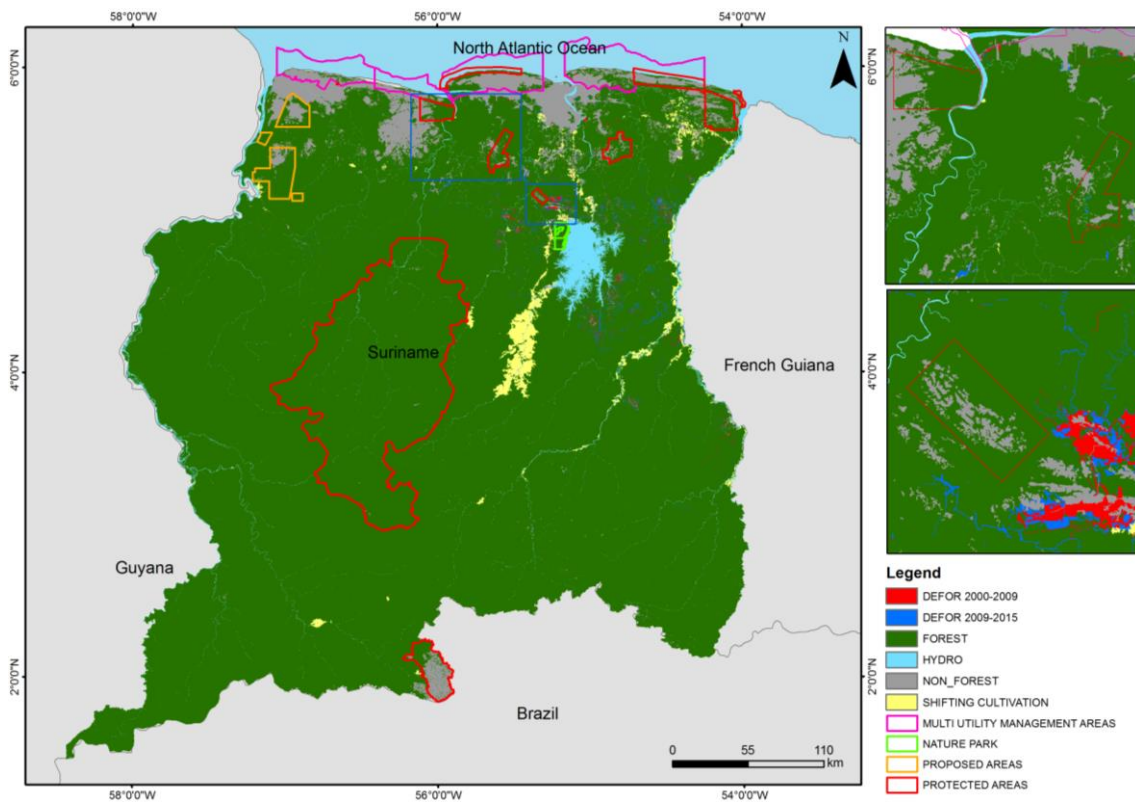 58°0'0"W
56°0'0"W
54°0'0"W
6°0'0"N
North Atlantic Ocean
N
6°0'0"N
4°0'0"N
Suriname
French Guiana
4°0'0"N
Guyana
2°0'0"N
Brazil
2°0'0"N
0
55
110
km
58°0'0"W
56°0'0"W
54°0'0"W
Legend
DEFOR 2000-2009
DEFOR 2009-2015
FOREST
HYDRO
NON_FOREST
SHIFTING CULTIVATION
MULTI UTILITY MANAGEMENT AREAS
NATURE PARK
PROPOSED AREAS
PROTECTED AREAS